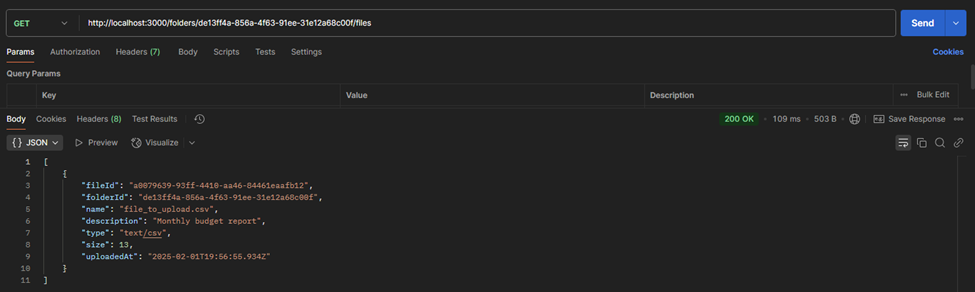 GET http://localhost:3000/folders/de13ff4a-856a-4f63-91ee-31e12a68c00f/files Send
Params Authorization Headers (7) Body Scripts Tests Settings Cookies
Query Params
Key Value Description Bulk Edit
Body Cookies Headers (8) Test Results 200 OK • 109 ms • 503 B Save Response
{} JSON Preview Visualize
1 [
2 {
3 "fileId": "a0079639-93ff-4410-aa46-84461eaafb12",
4 "folderId": "de13ff4a-856a-4f63-91ee-31e12a68c00f",
5 "name": "file_to_upload.csv",
6 "description": "Monthly budget report",
7 "type": "text/csv",
8 "size": 13,
9 "uploadedAt": "2025-02-01T19:56:55.934Z"
10 }
11 ]